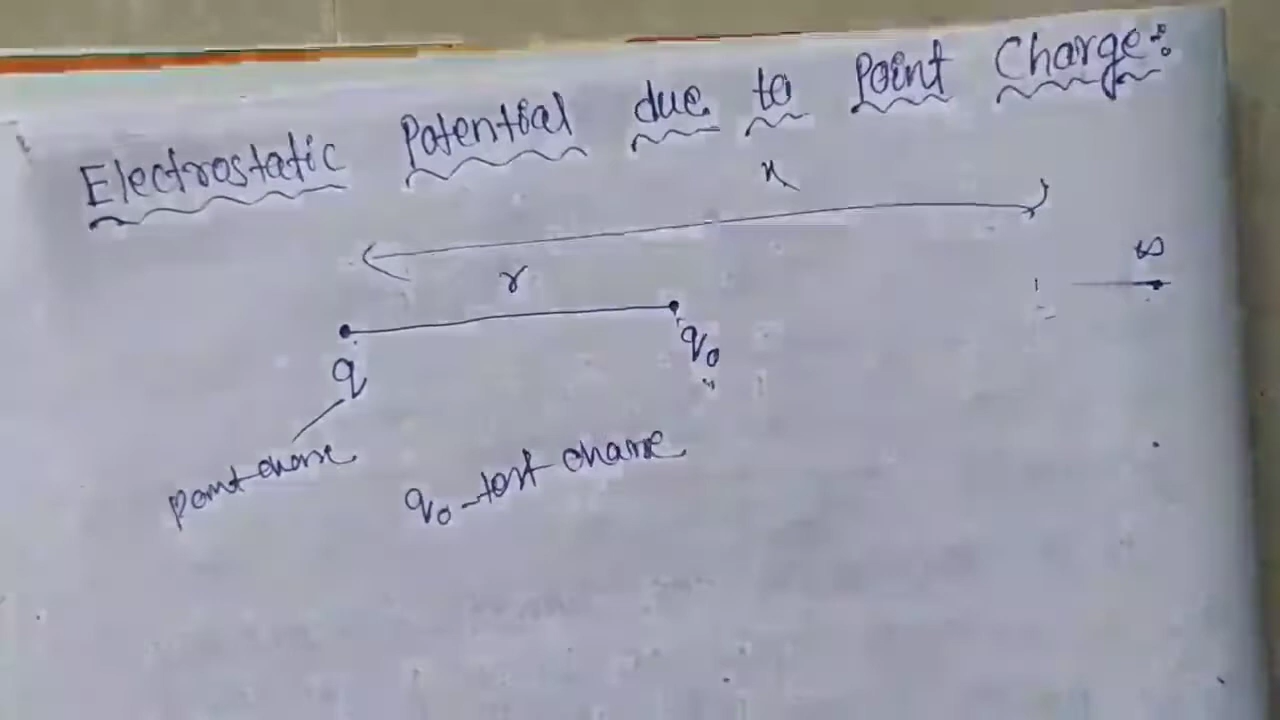 Electrostatic Potential due to Point Charge:
x
∞
r
q
q₀
point charge
q₀ - test charge